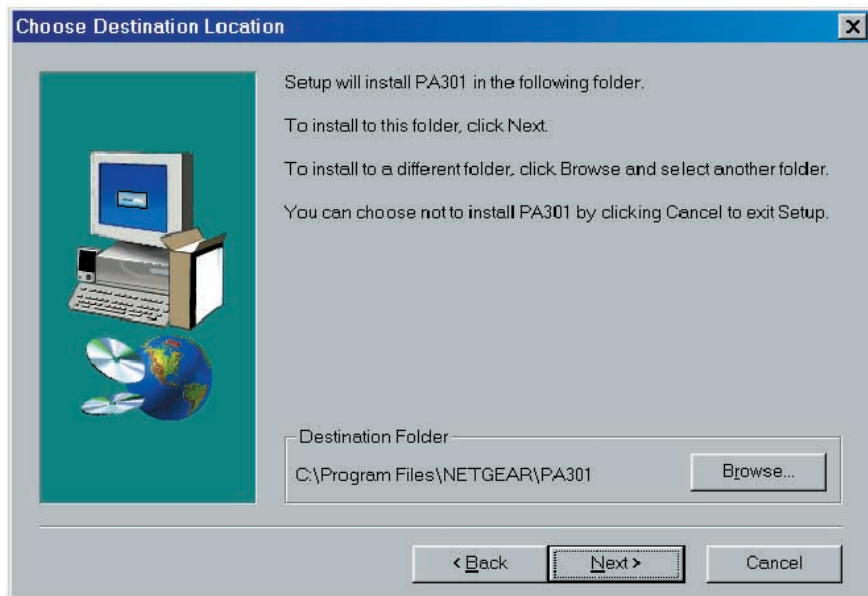 Choose Destination Location
Setup will install PA301 in the following folder.
To install to this folder, click Next.
To install to a different folder, click Browse and select another folder.
You can choose not to install PA301 by clicking Cancel to exit Setup.
Destination Folder
C:\Program Files\NETGEAR\PA301
Browse...
< Back
Next >
Cancel